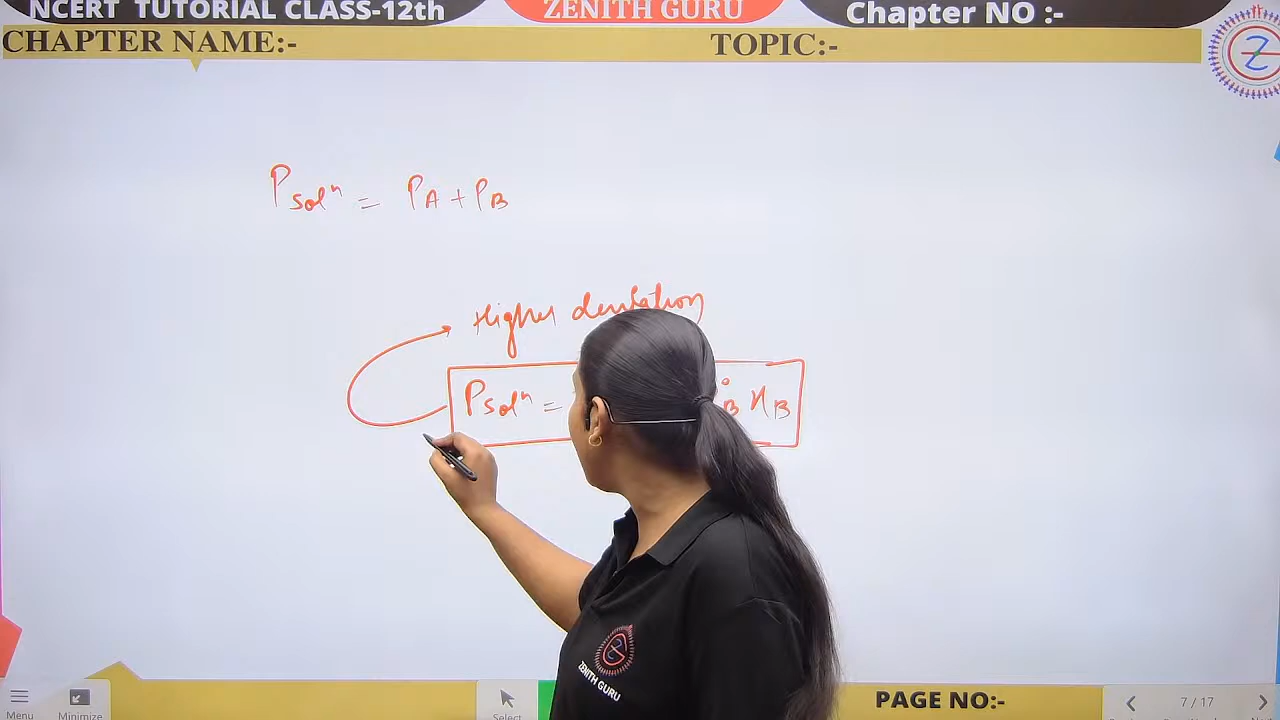 NCERT TUTORIAL CLASS-12th
ZENITH GURU
Chapter NO :-
CHAPTER NAME:-
TOPIC:-
Psolⁿ = PA + PB
Higher
Psolⁿ =
°B xB
ZENITH GURU
Menu
Minimize
Select
PAGE NO:-
7 / 17